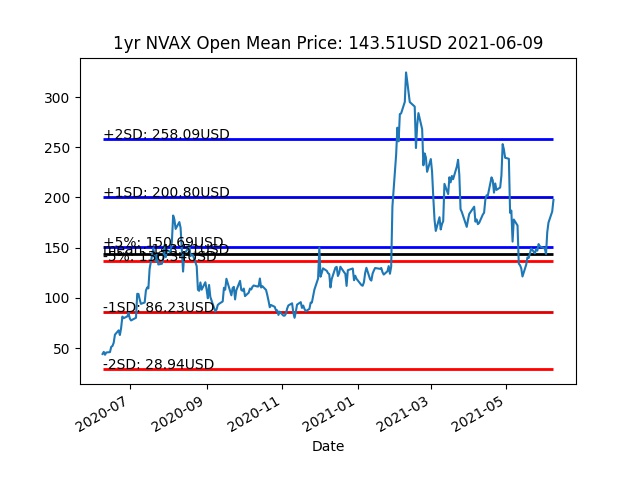 1yr NVAX Open Mean Price: 143.51USD 2021-06-09
300
+2SD: 258.09USD
250
+1SD: 200.80USD
200
+5%: 150.69USD
150
-5%: 136.34USD
100
-1SD: 86.23USD
50
-2SD: 28.94USD
2020-07
2020-09
2020-11
2021-01
2021-03
2021-05
Date